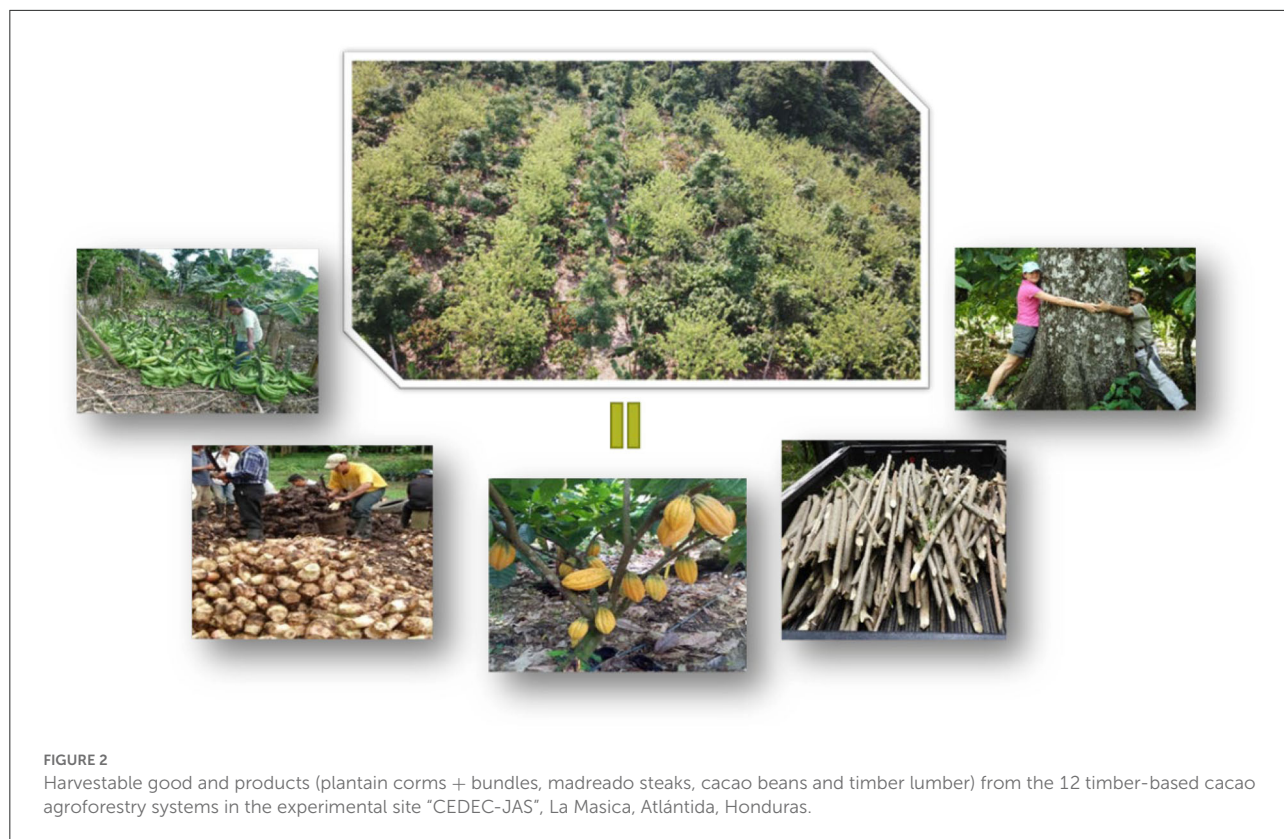 FIGURE 2
Harvestable good and products (plantain corms + bundles, madreado steaks, cacao beans and timber lumber) from the 12 timber-based cacao
agroforestry systems in the experimental site “CEDEC-JAS”, La Masica, Atlántida, Honduras.